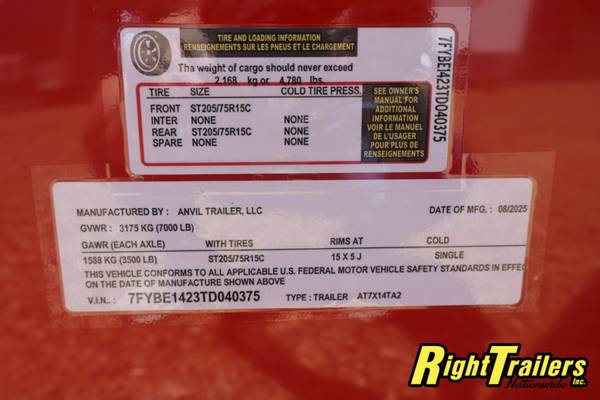 TIRE AND LOADING INFORMATION
RENSEIGNEMENTS SUR LES PNEUS ET LE CHARGEMENT
The weight of cargo should never exceed
2,168 kg or 4,780 lbs.
TIRE SIZE COLD TIRE PRESS.
FRONT ST205/75R15C
INTER NONE NONE
REAR ST205/75R15C
SPARE NONE NONE
SEE OWNER'S
MANUAL FOR
ADDITIONAL
INFORMATION
VOIR LE MANUEL
DE L'USAGER
POUR PLUS DE
RENSEIGNEMENTS
7FYBE1423TD040375
MANUFACTURED BY : ANVIL TRAILER, LLC DATE OF MFG. : 08/2025
GVWR : 3175 KG (7000 LB)
GAWR (EACH AXLE) WITH TIRES RIMS AT COLD
1588 KG (3500 LB) ST205/75R15C 15 X 5 J SINGLE
THIS VEHICLE CONFORMS TO ALL APPLICABLE U.S. FEDERAL MOTOR VEHICLE SAFETY STANDARDS IN EFFEC
ON THE DATE OF MANUFACTURE SHOWN ABOVE
V.I.N.: 7FYBE1423TD040375 TYPE : TRAILER AT7X14TA2
RightTrailers
Nationwide Inc.